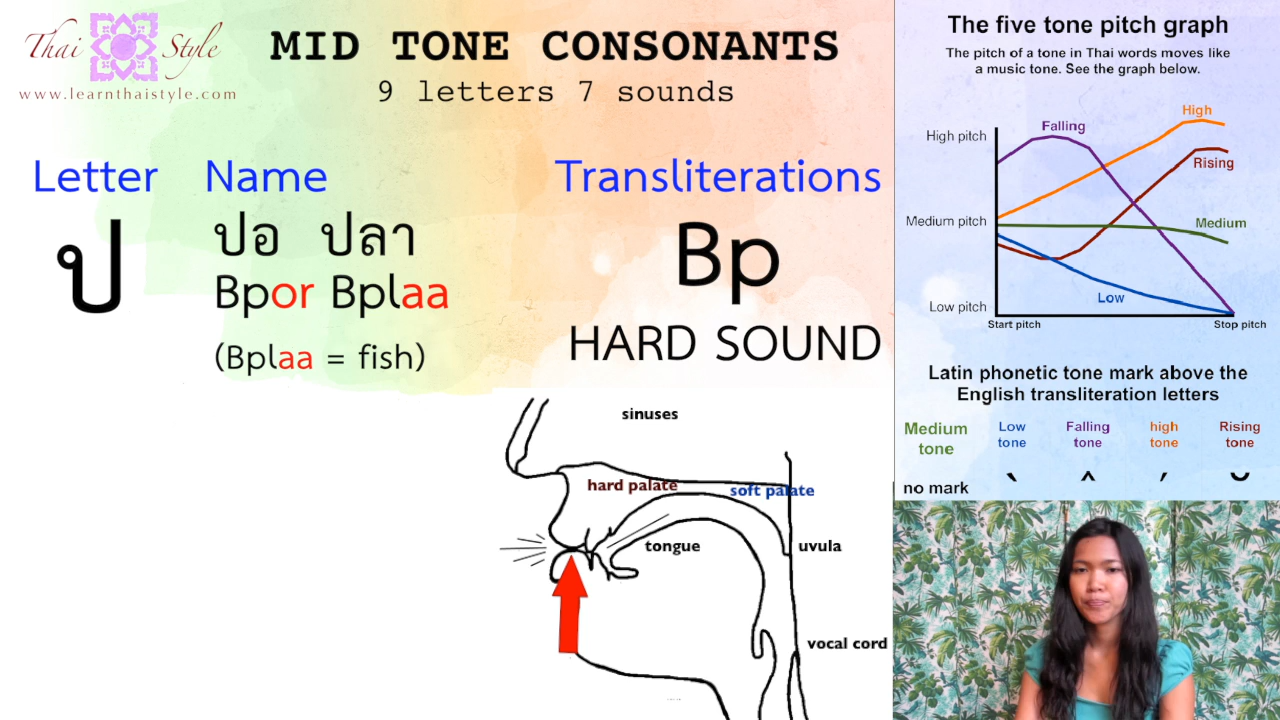 Thai Style
www.learnthaistyle.com
MID TONE CONSONANTS
9 letters 7 sounds
Letter Name Transliterations
ป
ปอ ปลา
Bpor Bplaa
(Bplaa = fish)
Bp
HARD SOUND
sinuses
hard palate
soft palate
tongue
uvula
vocal cord
The five tone pitch graph
The pitch of a tone in Thai words moves like
a music tone. See the graph below.
High
Falling
High pitch
Rising
Medium pitch
Medium
Low
Low pitch
Start pitch
Stop pitch
Latin phonetic tone mark above the
English transliteration letters
Medium
tone
Low
tone
Falling
tone
high
tone
Rising
tone
no mark